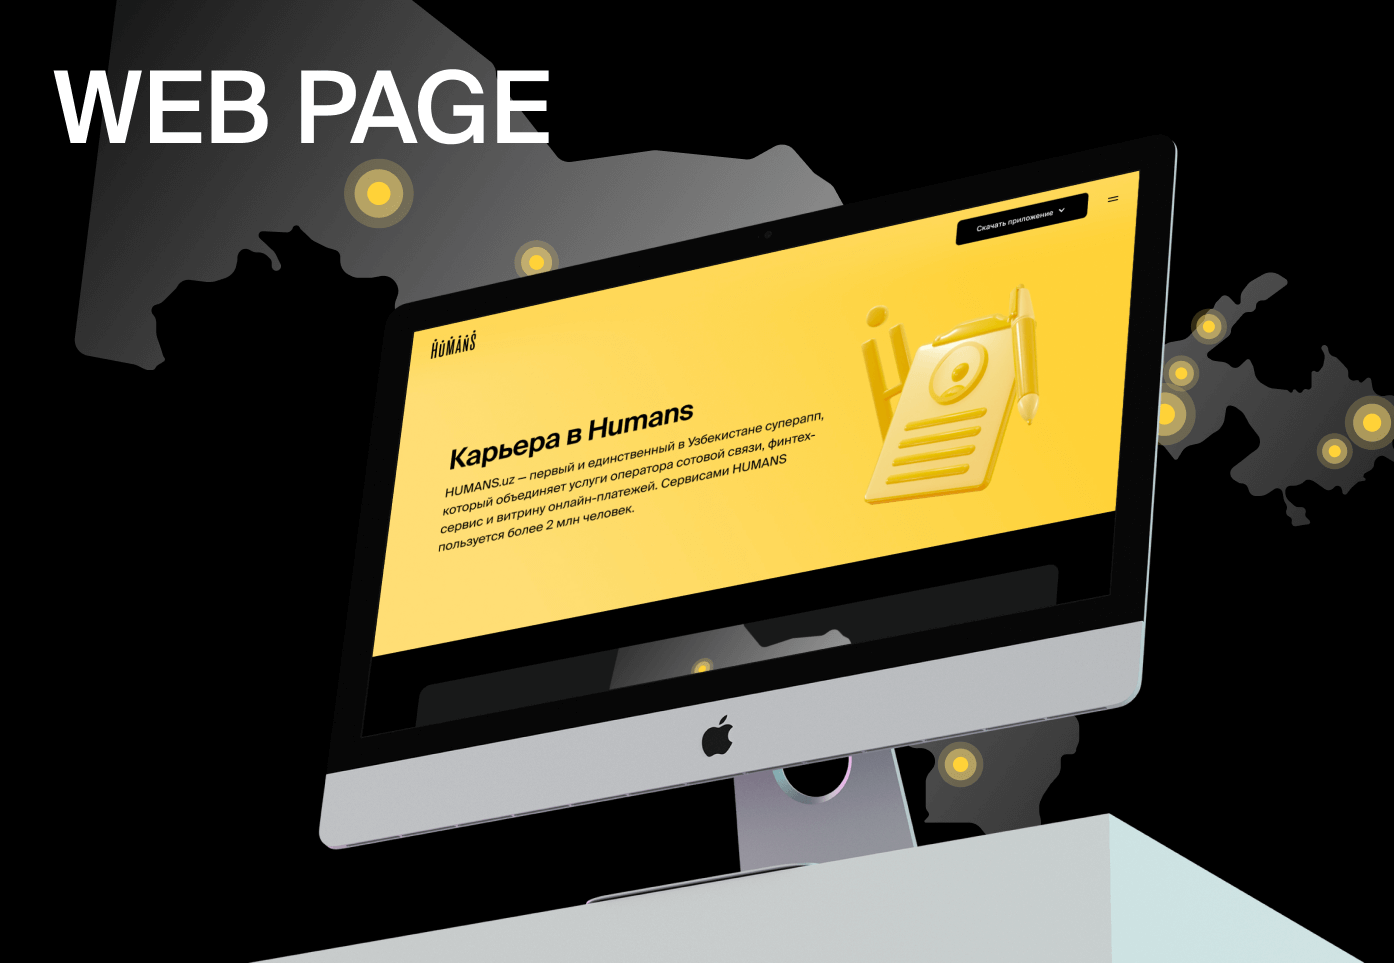 WEB PAGE
Скачать приложение
HUMANS
Карьера в Humans
HUMANS.uz – первый и единственный в Узбекистане суперапп,
который объединяет услуги оператора сотовой связи, финтех-
сервис и витрину онлайн-платежей. Сервисами HUMANS
пользуется более 2 млн человек.